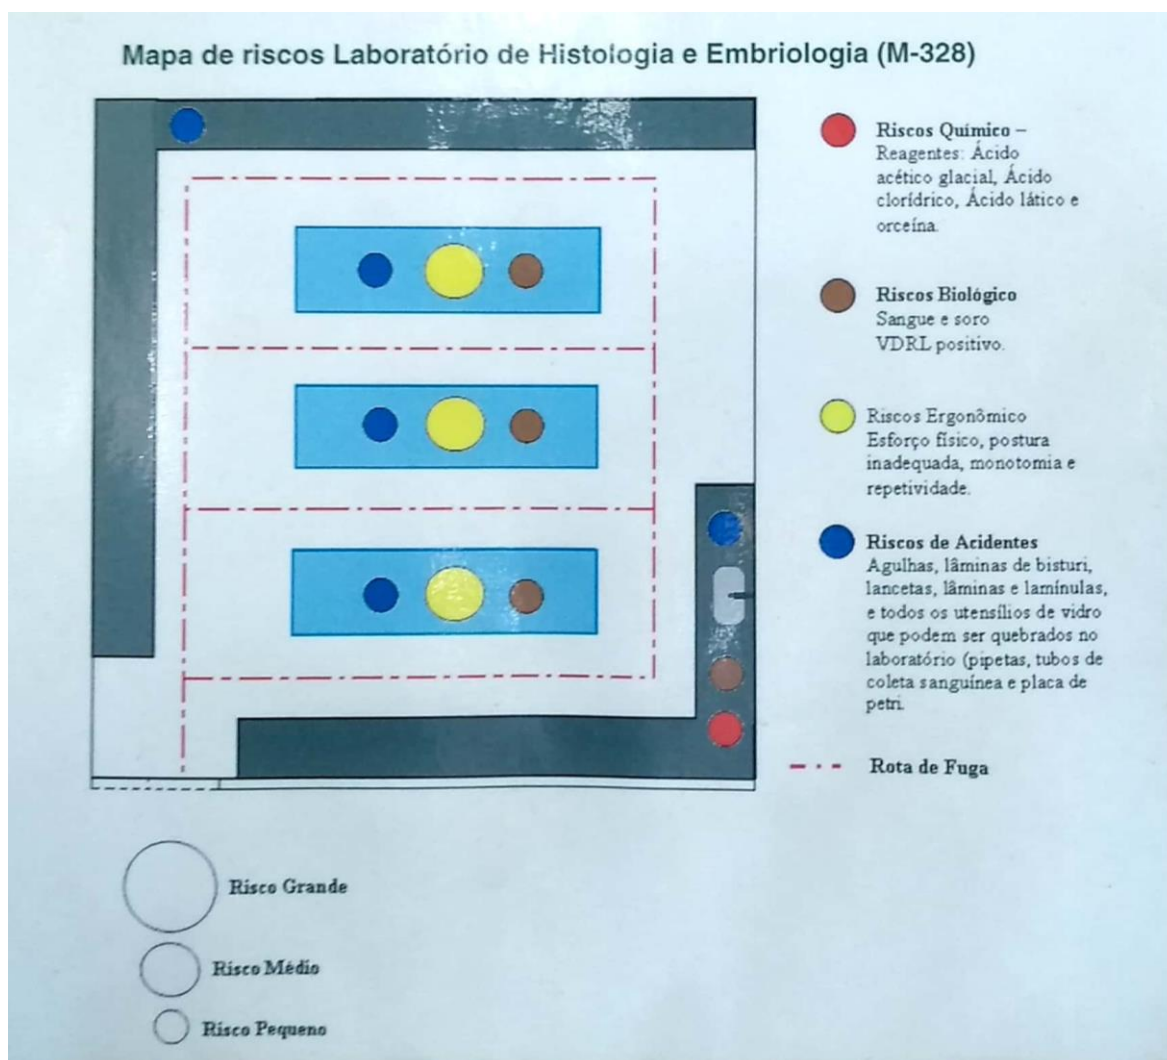 Mapa de riscos Laboratório de Histologia e Embriologia (M-328)
Riscos Químico –
Reagentes: Ácido
acético glacial, Ácido
clorídrico, Ácido lático e
orceína.
Riscos Biológico
Sangue e soro
VDRL positivo.
Riscos Ergonômico
Esforço físico, postura
inadequada, monotomia e
repetividade.
Riscos de Acidentes
Agulhas, lâminas de bisturi,
lancetas, lâminas e lamínulas,
e todos os utensílios de vidro
que podem ser quebrados no
laboratório (pipetas, tubos de
coleta sanguínea e placa de
petri.
Rota de Fuga
Risco Grande
Risco Médio
Risco Pequeno